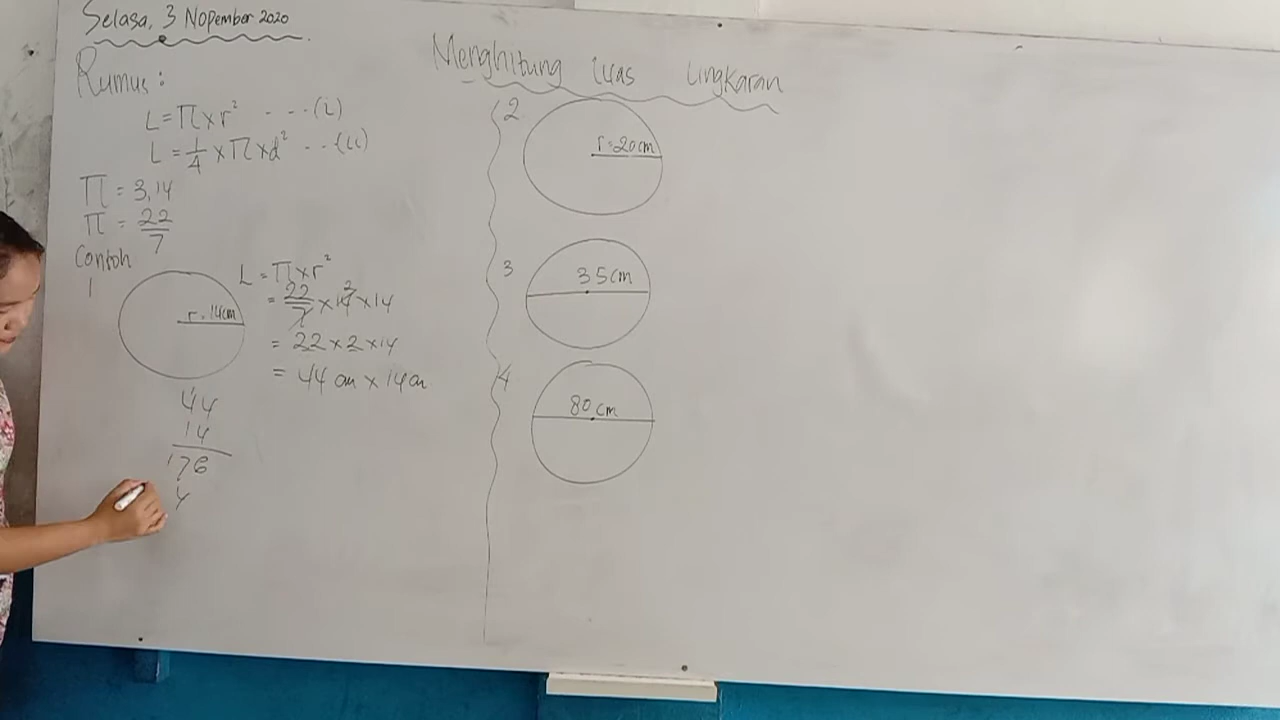 Selasa, 3 Nopember 2020
Menghitung Luas Lingkaran
Rumus:
L = π x r² ... (i)
L = 1/4 x π x d² .. (ii)
π = 3,14
π = 22/7
Contoh
1
r = 14cm
L = π x r²
= 22/7 x 14 2 x 14
= 22 x 2 x 14
= 44 cm x 14 cm
44
14
176
4
2
r = 20cm
3
35cm
4
80cm